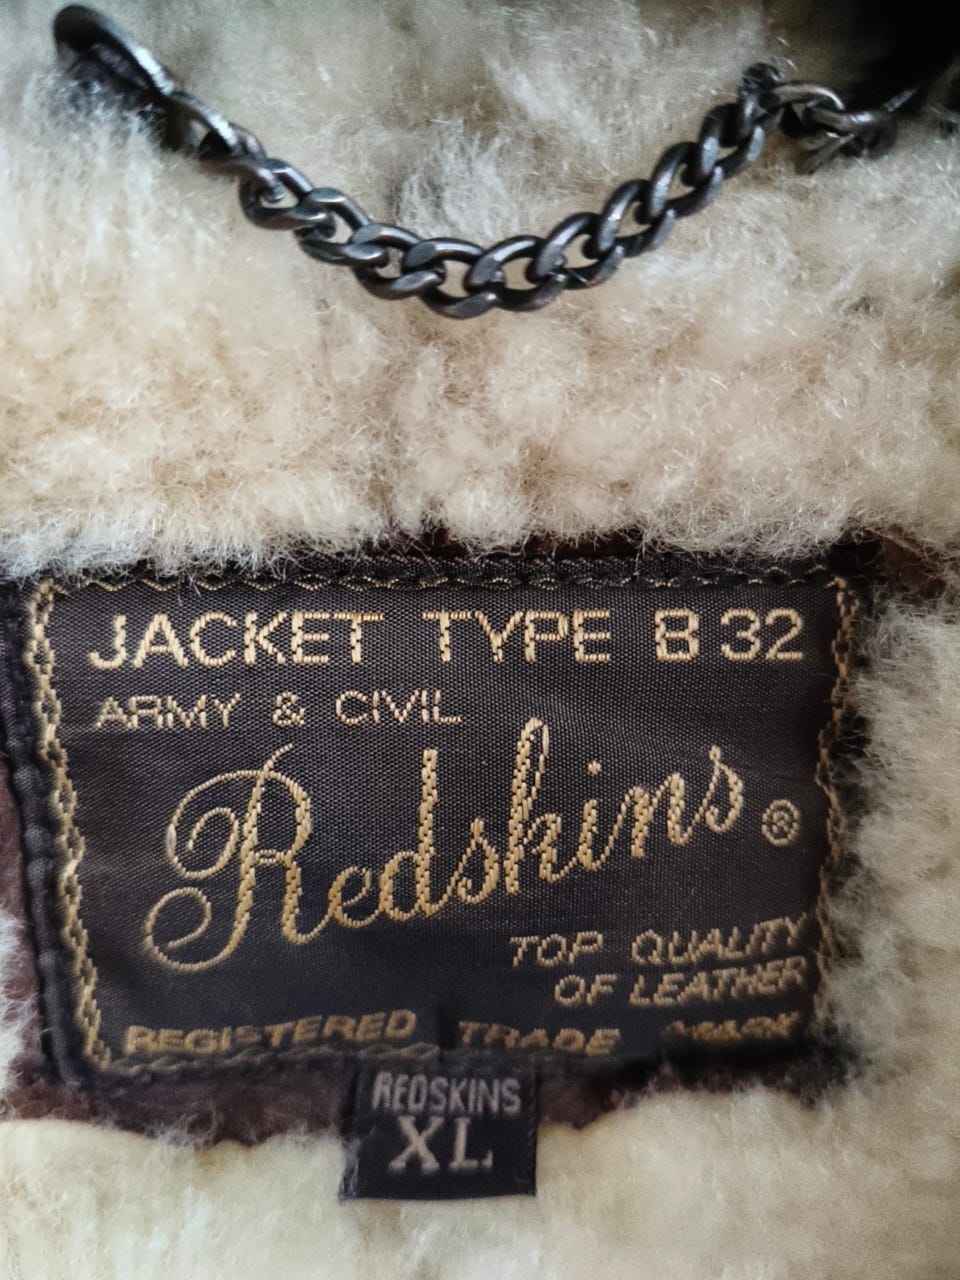 JACKET TYPE B 32
ARMY & CIVIL
Redskins ®
TOP QUALITY
OF LEATHER
REGISTERED TRADE MARK
REDSKINS
XL